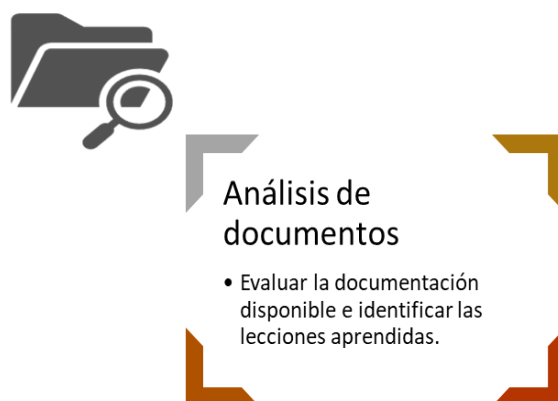 Análisis de
documentos
• Evaluar la documentación
disponible e identificar las
lecciones aprendidas.